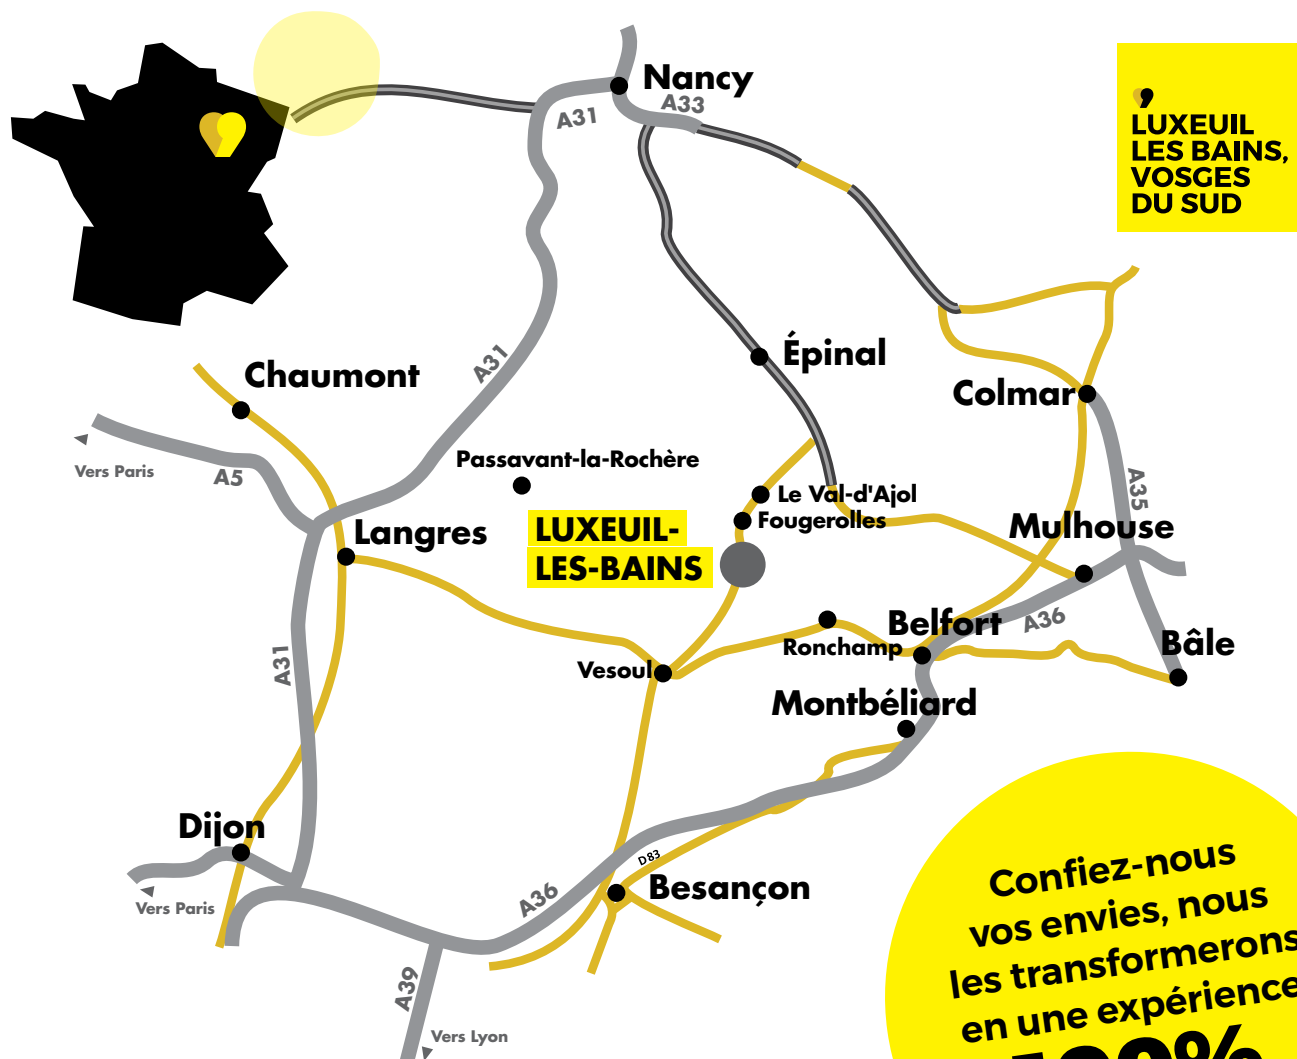 Nancy
A33
A31
LUXEUIL
LES BAINS,
VOSGES
DU SUD
A31
Épinal
Chaumont
Colmar
Vers Paris
A5
Passavant-la-Rochère
Le Val-d'Ajol
Fougerolles
A35
Mulhouse
Langres
LUXEUIL-
LES-BAINS
Belfort
A36
Ronchamp
Bâle
A31
Vesoul
Montbéliard
Dijon
D83
Besançon
Vers Paris
A36
A39
Vers Lyon
Confiez-nous
vos envies, nous
les transformerons
en une expérience
100%